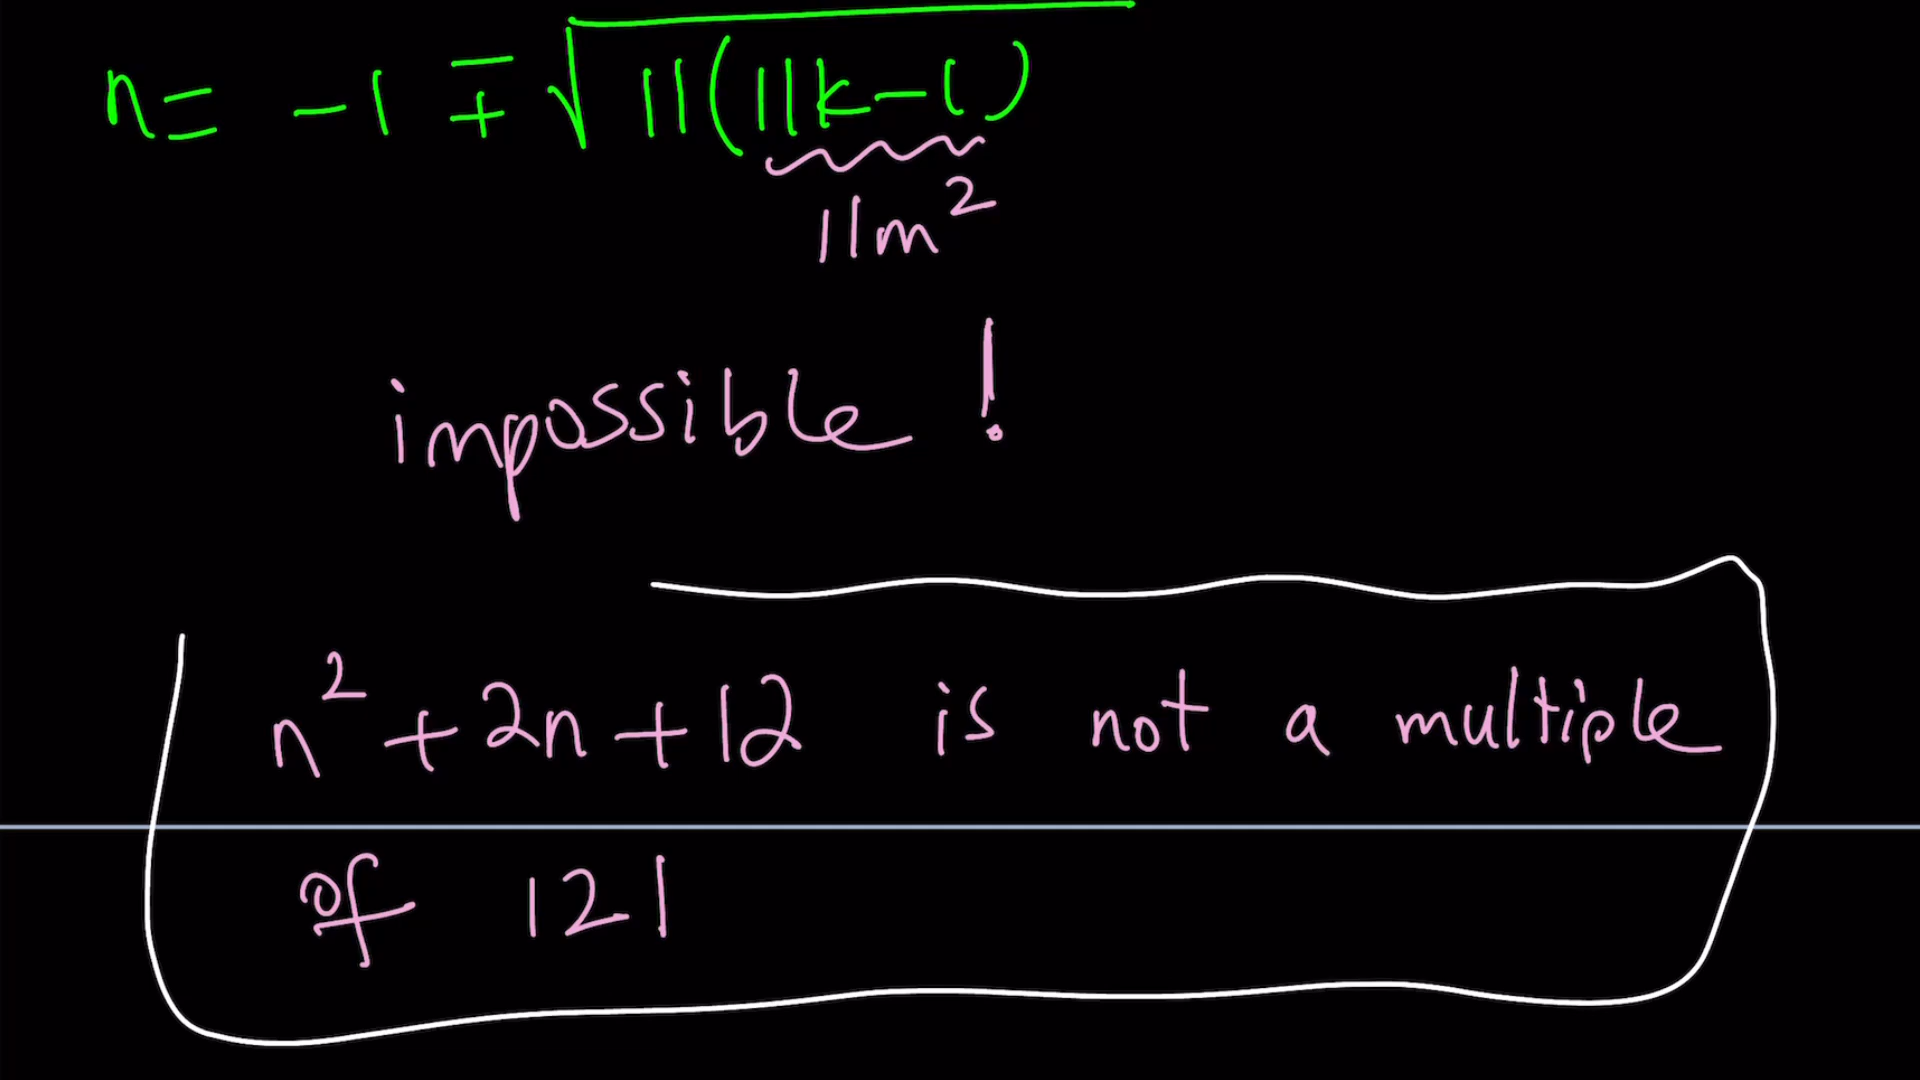 n = -1 ∓ √11(11k-1)
11m²
impossible !
n² + 2n + 12 is not a multiple
of 121